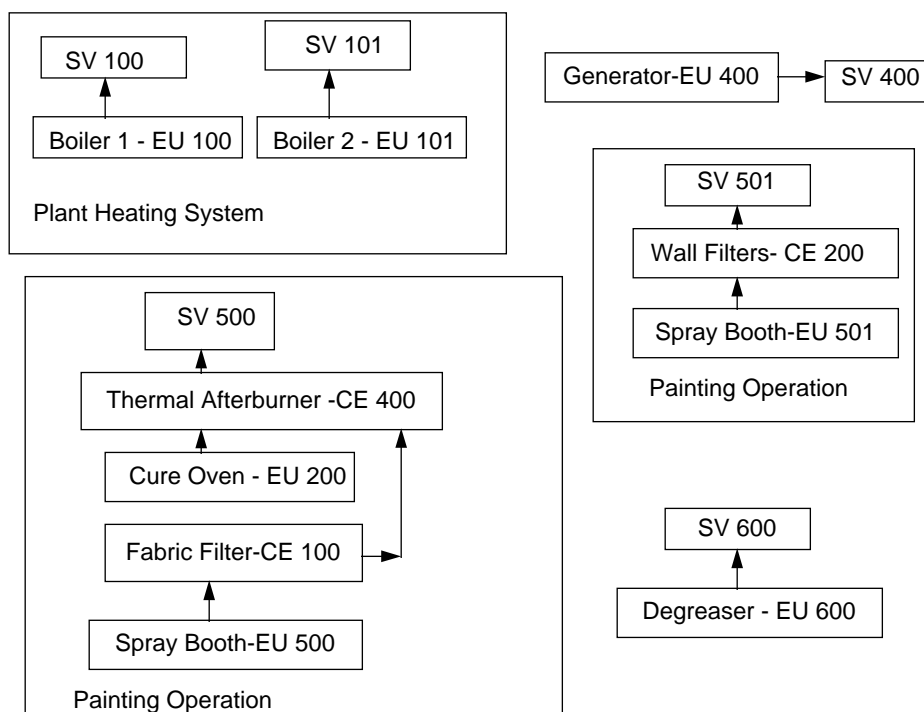 SV 100
SV 101
Boiler 1 - EU 100
Boiler 2 - EU 101
Plant Heating System
Generator-EU 400
SV 400
SV 501
Wall Filters- CE 200
Spray Booth-EU 501
Painting Operation
SV 500
Thermal Afterburner -CE 400
Cure Oven - EU 200
Fabric Filter-CE 100
Spray Booth-EU 500
Painting Operation
SV 600
Degreaser - EU 600